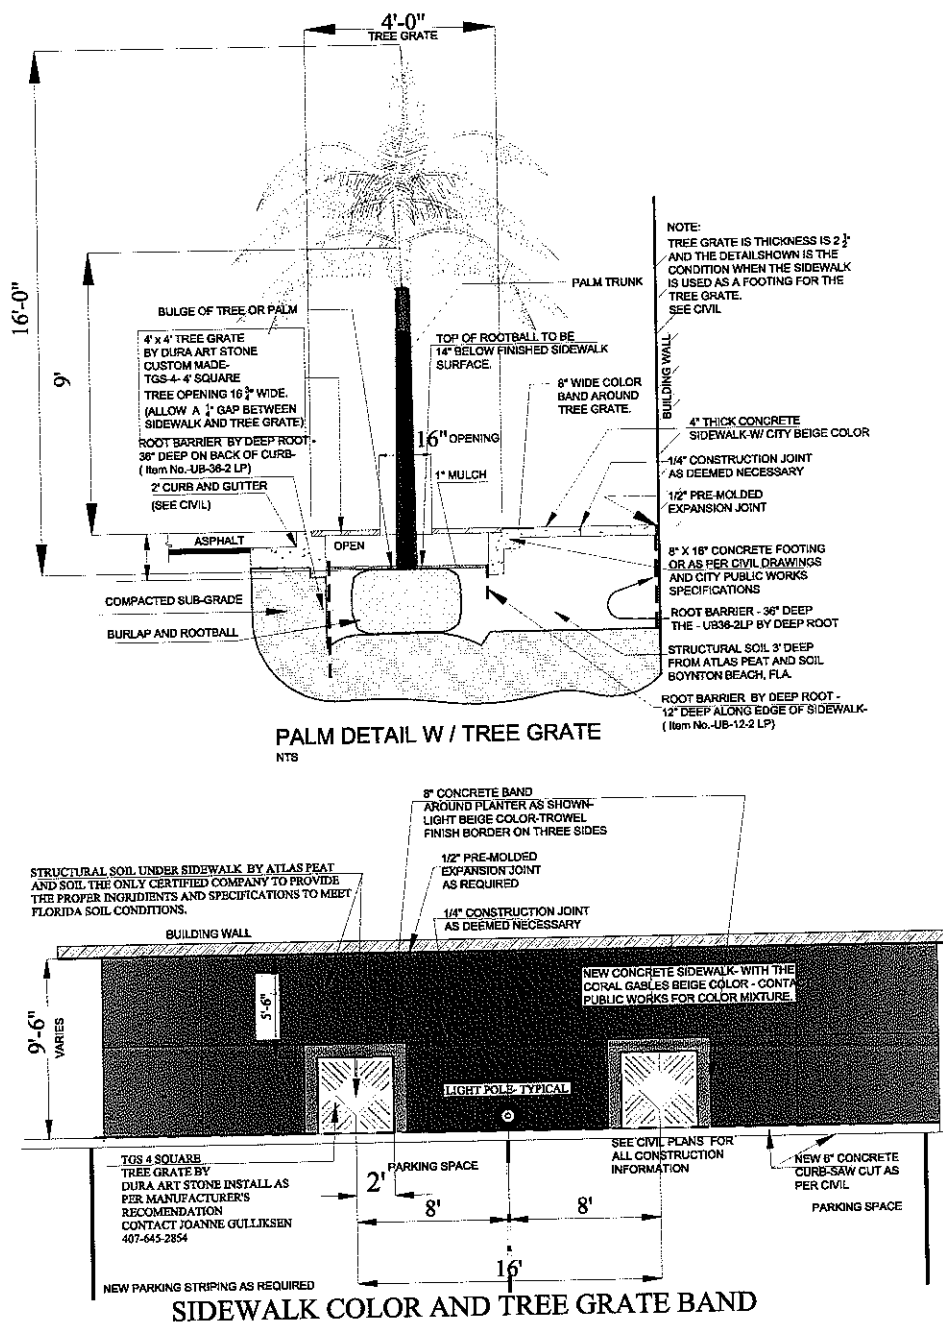 4'-0"
TREE GRATE
16'-0"
9'
NOTE:
TREE GRATE IS THICKNESS IS 2 ½"
AND THE DETAILSHOWN IS THE
CONDITION WHEN THE SIDEWALK
IS USED AS A FOOTING FOR THE
TREE GRATE.
SEE CIVIL
PALM TRUNK
BUILDING WALL
BULGE OF TREE OR PALM
4' x 4' TREE GRATE
BY DURA ART STONE
CUSTOM MADE-
TGS-4- 4' SQUARE
TREE OPENING 16 ¾" WIDE.
(ALLOW A ¼" GAP BETWEEN
SIDEWALK AND TREE GRATE)
ROOT BARRIER BY DEEP ROOT -
36" DEEP ON BACK OF CURB-
( Item No.-UB-36-2 LP)
2' CURB AND GUTTER
(SEE CIVIL)
TOP OF ROOTBALL TO BE
14" BELOW FINISHED SIDEWALK
SURFACE.
8" WIDE COLOR
BAND AROUND
TREE GRATE.
16" OPENING
1" MULCH
4" THICK CONCRETE
SIDEWALK-W/ CITY BEIGE COLOR
1/4" CONSTRUCTION JOINT
AS DEEMED NECESSARY
1/2" PRE-MOLDED
EXPANSION JOINT
ASPHALT
OPEN
8" X 16" CONCRETE FOOTING
OR AS PER CIVIL DRAWINGS
AND CITY PUBLIC WORKS
SPECIFICATIONS
COMPACTED SUB-GRADE
BURLAP AND ROOTBALL
ROOT BARRIER - 36" DEEP
THE - UB36-2LP BY DEEP ROOT
STRUCTURAL SOIL 3' DEEP
FROM ATLAS PEAT AND SOIL
BOYNTON BEACH, FLA.
ROOT BARRIER BY DEEP ROOT -
12" DEEP ALONG EDGE OF SIDEWALK-
( Item No.-UB-12-2 LP)
PALM DETAIL W / TREE GRATE
NTS
8" CONCRETE BAND
AROUND PLANTER AS SHOWN-
LIGHT BEIGE COLOR-TROWEL
FINISH BORDER ON THREE SIDES
1/2" PRE-MOLDED
EXPANSION JOINT
AS REQUIRED
STRUCTURAL SOIL UNDER SIDEWALK BY ATLAS PEAT
AND SOIL THE ONLY CERTIFIED COMPANY TO PROVIDE
THE PROPER INGRIDIENTS AND SPECIFICATIONS TO MEET
FLORIDA SOIL CONDITIONS.
1/4" CONSTRUCTION JOINT
AS DEEMED NECESSARY
BUILDING WALL
NEW CONCRETE SIDEWALK- WITH THE
CORAL GABLES BEIGE COLOR - CONTA
PUBLIC WORKS FOR COLOR MIXTURE.
5'-6"
9'-6"
VARIES
LIGHT POLE- TYPICAL
TGS 4 SQUARE
TREE GRATE BY
DURA ART STONE INSTALL AS
PER MANUFACTURER'S
RECOMENDATION
CONTACT JOANNE GULLIKSEN
407-645-2854
PARKING SPACE
SEE CIVIL PLANS FOR
ALL CONSTRUCTION
INFORMATION
NEW 6" CONCRETE
CURB-SAW CUT AS
PER CIVIL
PARKING SPACE
2'
8'
8'
16'
NEW PARKING STRIPING AS REQUIRED
SIDEWALK COLOR AND TREE GRATE BAND